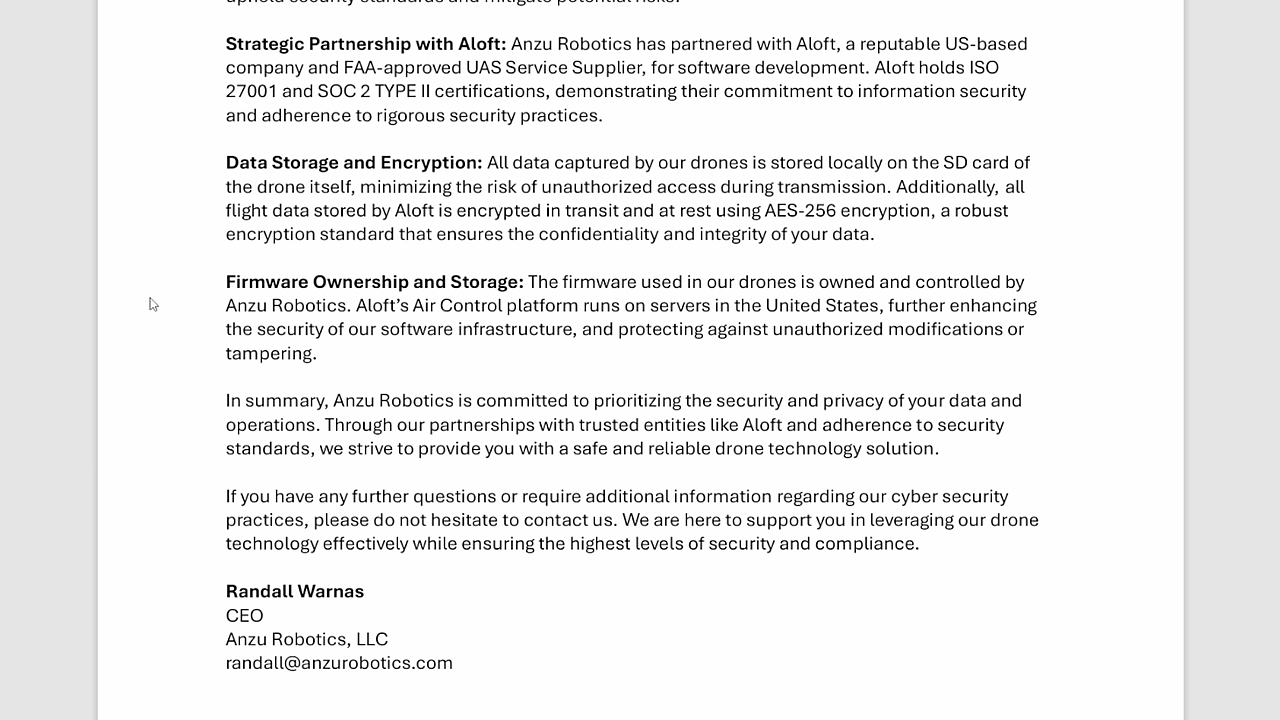 uphold security standards and mitigate potential risks.
Strategic Partnership with Aloft: Anzu Robotics has partnered with Aloft, a reputable US-based
company and FAA-approved UAS Service Supplier, for software development. Aloft holds ISO
27001 and SOC 2 TYPE II certifications, demonstrating their commitment to information security
and adherence to rigorous security practices.
Data Storage and Encryption: All data captured by our drones is stored locally on the SD card of
the drone itself, minimizing the risk of unauthorized access during transmission. Additionally, all
flight data stored by Aloft is encrypted in transit and at rest using AES-256 encryption, a robust
encryption standard that ensures the confidentiality and integrity of your data.
Firmware Ownership and Storage: The firmware used in our drones is owned and controlled by
Anzu Robotics. Aloft’s Air Control platform runs on servers in the United States, further enhancing
the security of our software infrastructure, and protecting against unauthorized modifications or
tampering.
In summary, Anzu Robotics is committed to prioritizing the security and privacy of your data and
operations. Through our partnerships with trusted entities like Aloft and adherence to security
standards, we strive to provide you with a safe and reliable drone technology solution.
If you have any further questions or require additional information regarding our cyber security
practices, please do not hesitate to contact us. We are here to support you in leveraging our drone
technology effectively while ensuring the highest levels of security and compliance.
Randall Warnas
CEO
Anzu Robotics, LLC
randall@anzurobotics.com